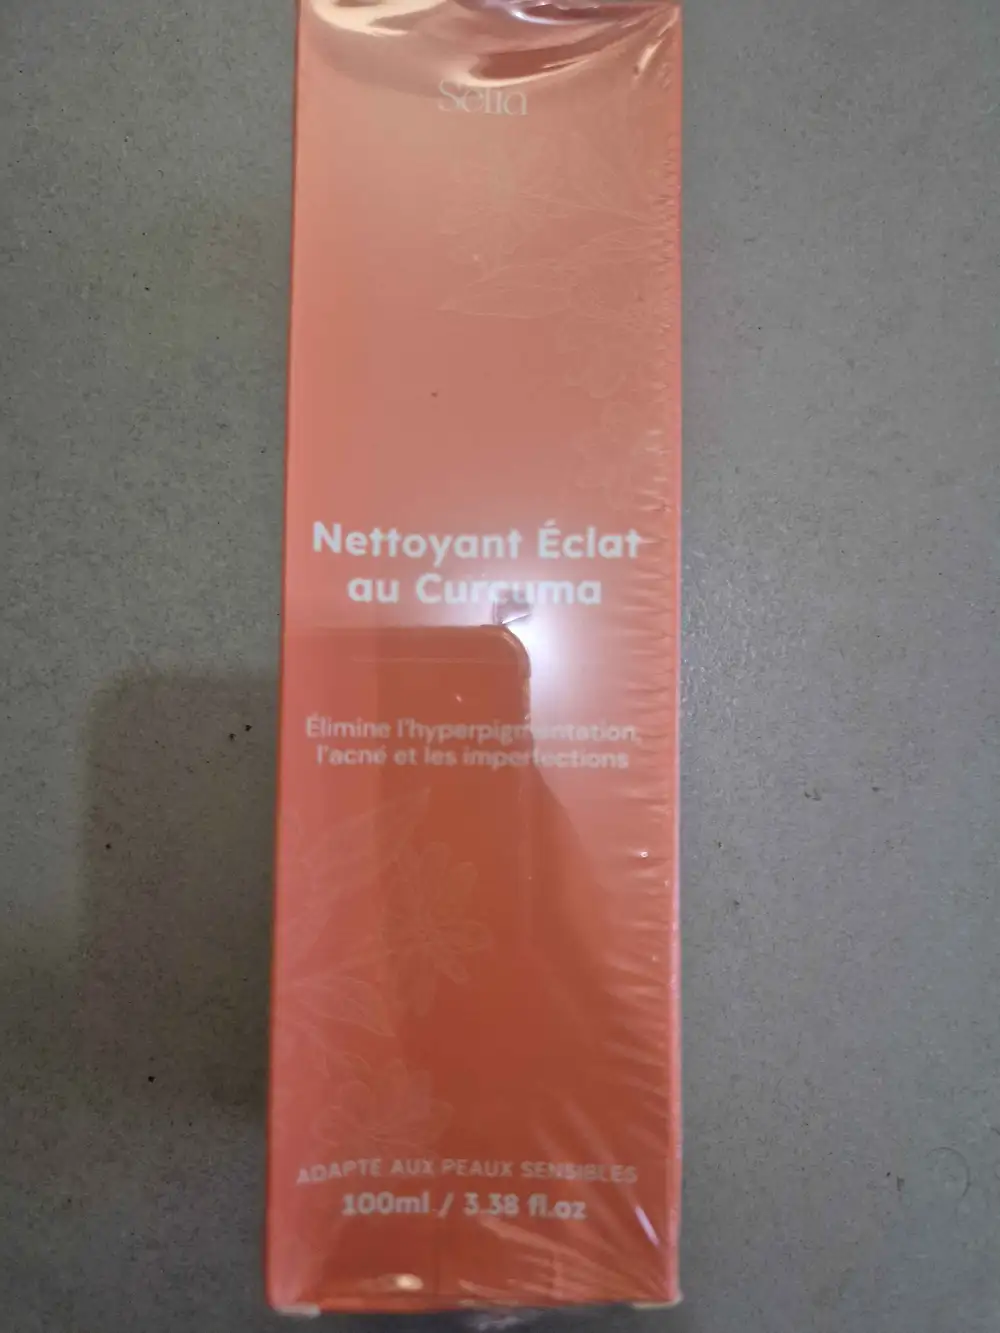 Nettoyant Éclat
au Curcuma
Élimine l'hyperpigmentation,
l'acné et les imperfections
ADAPTÉ AUX PEAUX SENSIBLES
100ml / 3.38 fl.oz